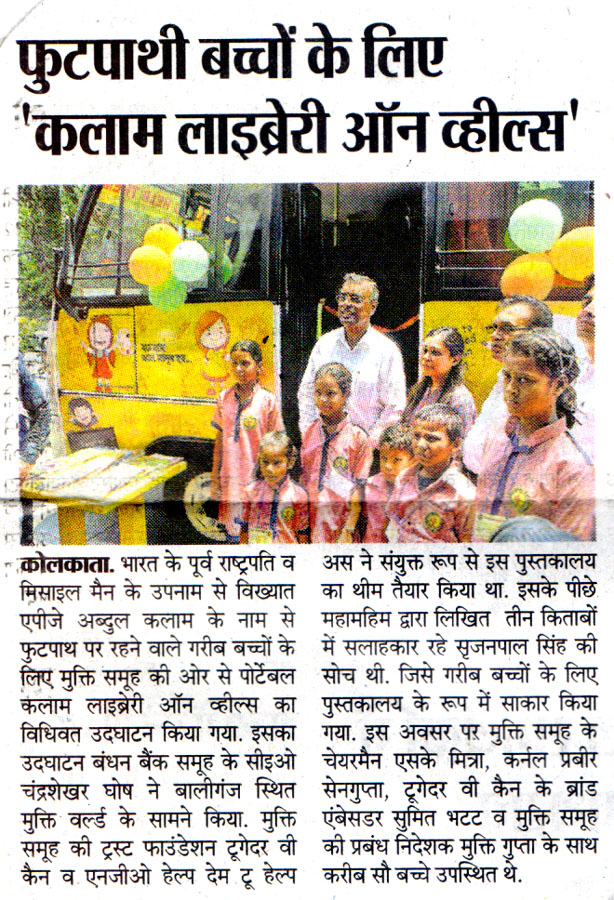 फुटपाथी बच्चों के लिए
'कलाम लाइब्रेरी ऑन व्हील्स'
कोलकाता. भारत के पूर्व राष्ट्रपति व
मिसाइल मैन के उपनाम से विख्यात
एपीजे अब्दुल कलाम के नाम से
फुटपाथ पर रहने वाले गरीब बच्चों के
लिए मुक्ति समूह की ओर से पोर्टेबल
कलाम लाइब्रेरी ऑन व्हील्स का
विधिवत उदघाटन किया गया. इसका
उदघाटन बंधन बैंक समूह के सीइओ
चंद्रशेखर घोष ने बालीगंज स्थित
मुक्ति वर्ल्ड के सामने किया. मुक्ति
समूह की ट्रस्ट फाउंडेशन टूगेदर वी
कैन व एनजीओ हेल्प देम टू हेल्प
अस ने संयुक्त रूप से इस पुस्तकालय
का थीम तैयार किया था. इसके पीछे
महामहिम द्वारा लिखित तीन किताबों
में सलाहकार रहे सृजनपाल सिंह की
सोच थी. जिसे गरीब बच्चों के लिए
पुस्तकालय के रूप में साकार किया
गया. इस अवसर पर मुक्ति समूह के
चेयरमैन एसके मित्रा, कर्नल प्रबीर
सेनगुप्ता, टूगेदर वी कैन के ब्रांड
एंबेसडर सुमित भटट व मुक्ति समूह
की प्रबंध निदेशक मुक्ति गुप्ता के साथ
करीब सौ बच्चे उपस्थित थे.